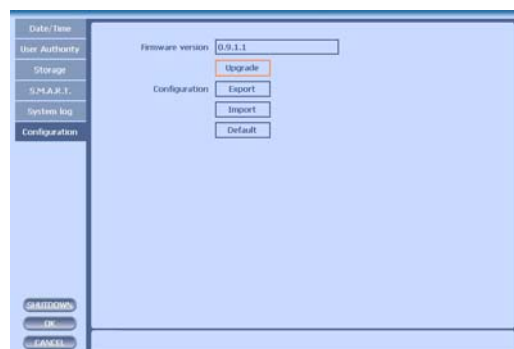 Date/Time
User Authority
Storage
S.M.A.R.T.
System log
Configuration
Firmware version 0.9.1.1
Upgrade
Configuration Export
Import
Default
SHUTDOWN
OK
CANCEL